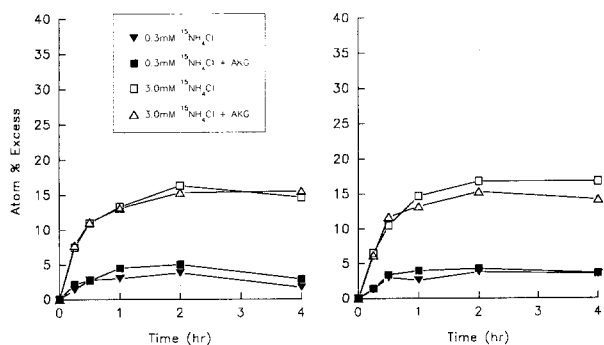 40
35
30
25
20
15
10
5
0
Atom % Excess
▼ 0.3mM ¹⁵NH₄Cl
■ 0.3mM ¹⁵NH₄Cl + AKG
□ 3.0mM ¹⁵NH₄Cl
△ 3.0mM ¹⁵NH₄Cl + AKG
0 1 2 3 4
Time (hr)
40
35
30
25
20
15
10
5
0
0 1 2 3 4
Time (hr)